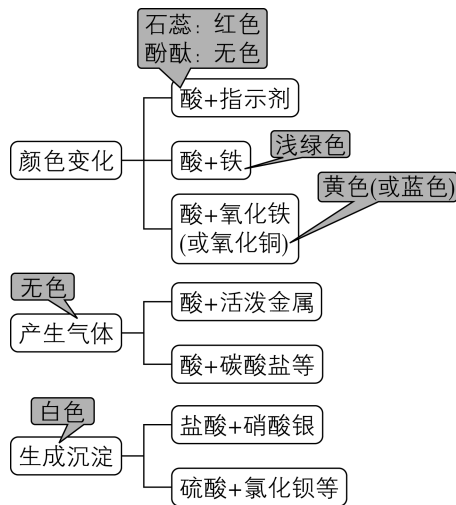 石蕊：红色
酚酞：无色
酸+指示剂
颜色变化
酸+铁
浅绿色
黄色(或蓝色)
酸+氧化铁
(或氧化铜)
无色
产生气体
酸+活泼金属
酸+碳酸盐等
白色
生成沉淀
盐酸+硝酸银
硫酸+氯化钡等